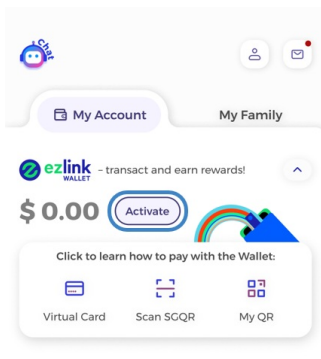 Chat
My Account
My Family
ezlink - transact and earn rewards!
WALLET
$ 0.00 Activate
Click to learn how to pay with the Wallet:
Virtual Card Scan SGQR My QR